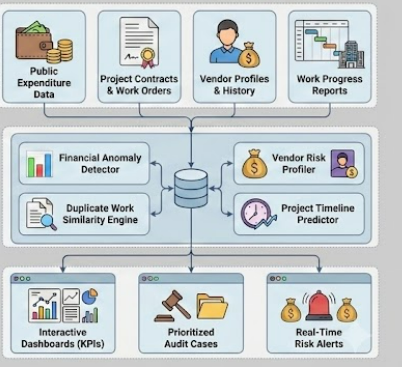 Public
Expenditure
Data
Project Contracts
& Work Orders
Vendor Profiles
& History
Work Progress
Reports
Financial Anomaly
Detector
Vendor Risk
Profiler
Duplicate Work
Similarity Engine
Project Timeline
Predictor
Interactive
Dashboards (KPIs)
Prioritized
Audit Cases
Real-Time
Risk Alerts